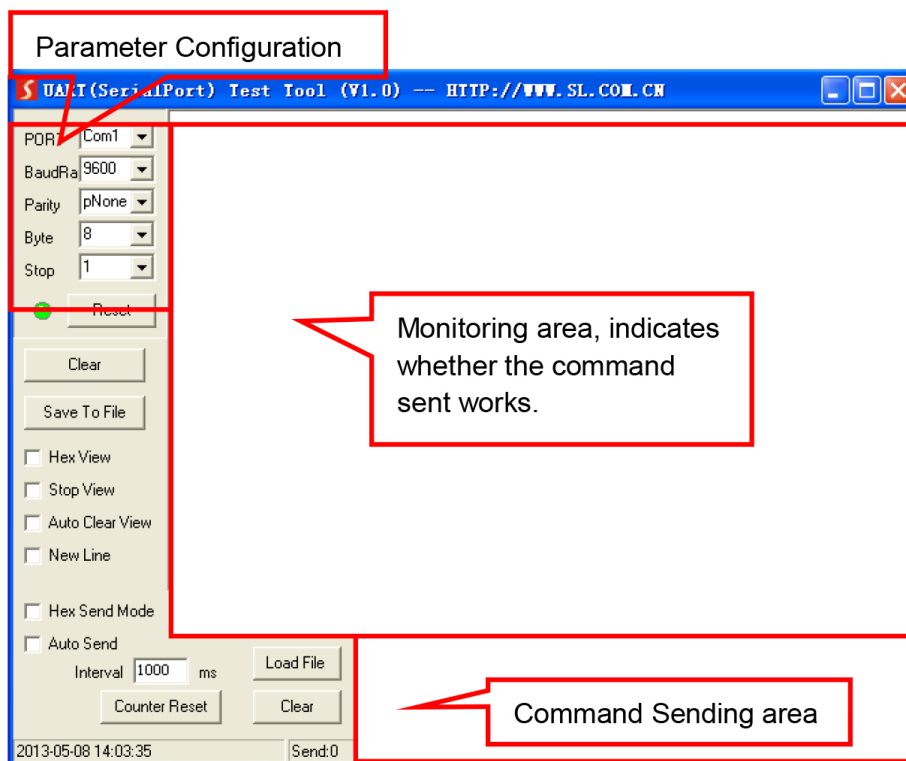 Parameter Configuration
UART(SerialPort) Test Tool (V1.0) —— HTTP://WWW.SL.COM.CN
PORT Com1
BaudRa 9600
Parity pNone
Byte 8
Stop 1
Reset
Clear
Save To File
Hex View
Stop View
Auto Clear View
New Line
Hex Send Mode
Auto Send
Interval 1000 ms
Load File
Counter Reset
Clear
2013-05-08 14:03:35
Send:0
Monitoring area, indicates
whether the command
sent works.
Command Sending area